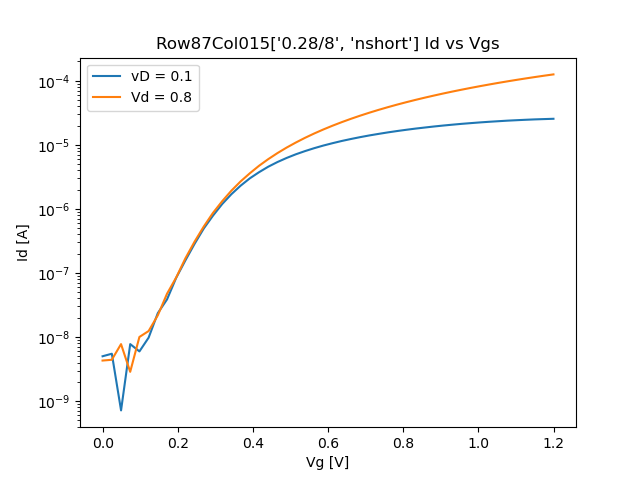 Row87Col015['0.28/8', 'nshort'] Id vs Vgs
vD = 0.1
Vd = 0.8
Id [A]
10⁻⁴
10⁻⁵
10⁻⁶
10⁻⁷
10⁻⁸
10⁻⁹
0.0 0.2 0.4 0.6 0.8 1.0 1.2
Vg [V]